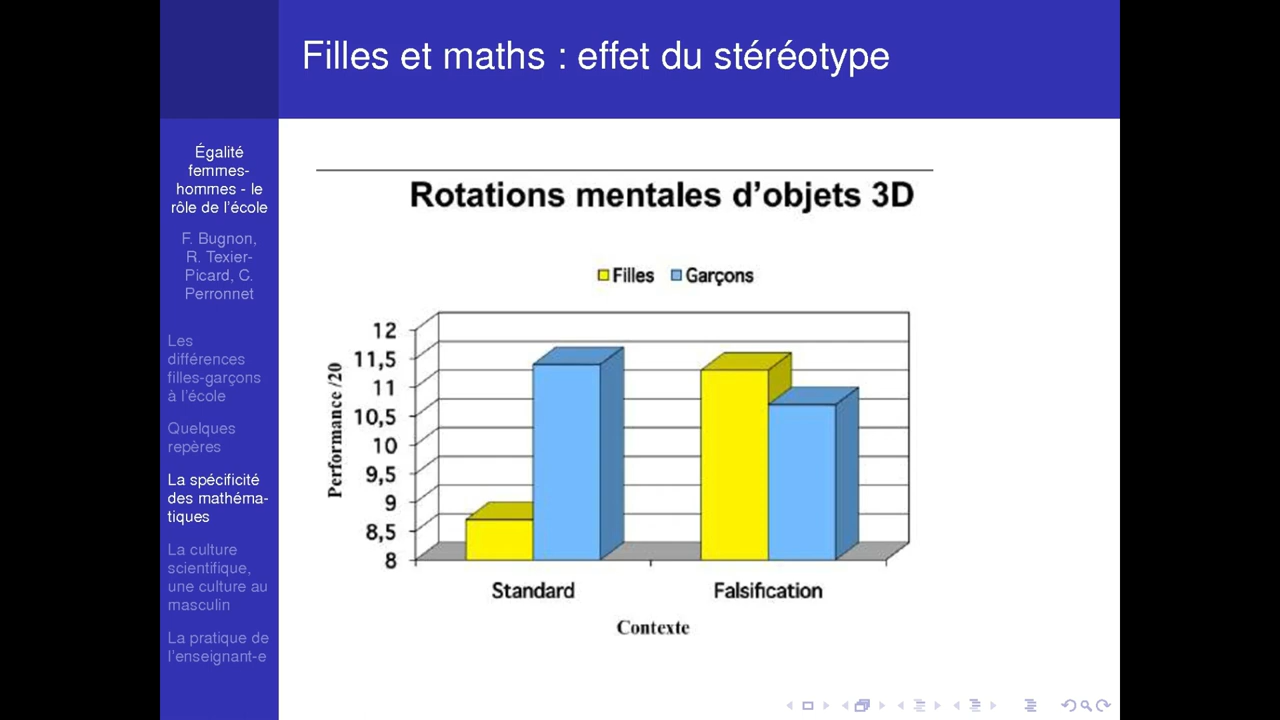 Filles et maths : effet du stéréotype
Égalité
femmes-
hommes - le
rôle de l'école
F. Bugnon,
R. Texier-
Picard, C.
Perronnet
Les
différences
filles-garçons
à l'école
Quelques
repères
La spécificité
des mathéma-
tiques
La culture
scientifique,
une culture au
masculin
La pratique de
l'enseignant-e
Rotations mentales d'objets 3D
Filles Garçons
Performance /20
12
11,5
11
10,5
10
9,5
9
8,5
8
Standard Falsification
Contexte